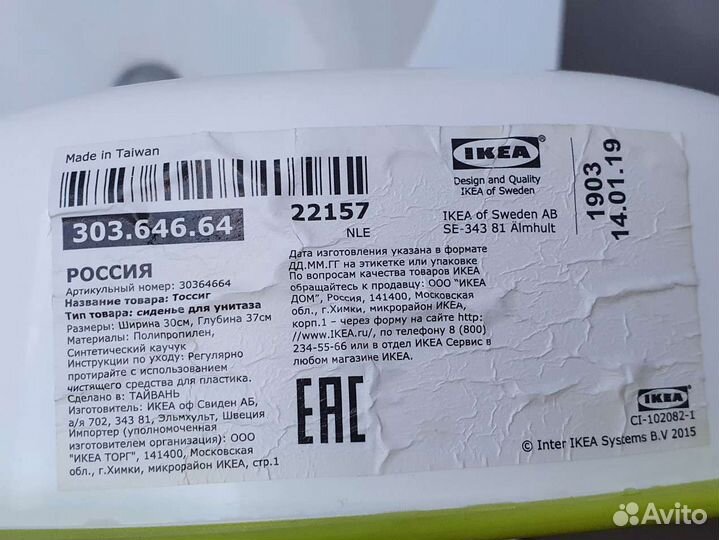 Made in Taiwan
303.646.64
22157
NLE
IKEA
®
Design and Quality
IKEA of Sweden
IKEA of Sweden AB
SE-343 81 Älmhult
1903
14.01.19
РОССИЯ
Артикульный номер: 30364664
Название товара: Тоссиг
Тип товара: сиденье для унитаза
Размеры: Ширина 30см, Глубина 37см
Материалы: Полипропилен,
Синтетический каучук
Инструкции по уходу: Регулярно
протирайте с использованием
чистящего средства для пластика.
Сделано в: ТАЙВАНЬ
Изготовитель: ИКЕА оф Свиден АБ,
а/я 702, 343 81, Эльмхульт, Швеция
Импортер (уполномоченная
изготовителем организация): ООО
"ИКЕА ТОРГ", 141400, Московская
обл., г.Химки, микрорайон ИКЕА, стр.1
Дата изготовления указана в формате
ДД.ММ.ГГ на этикетке или упаковке
По вопросам качества товаров ИКЕА
обращайтесь к продавцу: ООО "ИКЕА
ДОМ", Россия, 141400, Московская
обл., г.Химки, микрорайон ИКЕА,
корп.1 – через форму на сайте http:
//www.IKEA.ru/, по телефону 8 (800)
234-55-66 или в отдел ИКЕА Сервис в
любом магазине ИКЕА.
EAC
IKEA
CI-102082-1
© Inter IKEA Systems B.V 2015
Avito